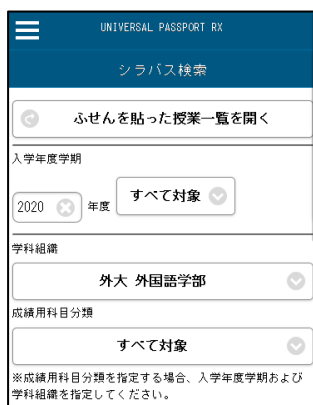 UNIVERSAL PASSPORT RX
シラバス検索
ふせんを貼った授業一覧を開く
入学年度学期
2020 年度 すべて対象
学科組織
外大 外国語学部
成績用科目分類
すべて対象
※成績用科目分類を指定する場合、入学年度学期および
学科組織を指定してください。